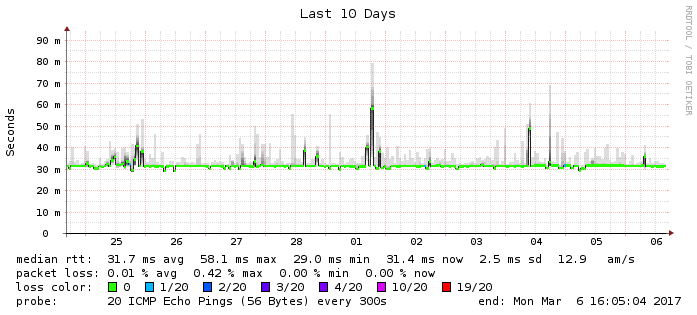 Last 10 Days
RRDTOOL / TOBI OETIKER
Seconds
90 m
80 m
70 m
60 m
50 m
40 m
30 m
20 m
10 m
0
25 26 27 28 01 02 03 04 05 06
median rtt: 31.7 ms avg 58.1 ms max 29.0 ms min 31.4 ms now 2.5 ms sd 12.9 am/s
packet loss: 0.01 % avg 0.42 % max 0.00 % min 0.00 % now
loss color: 0 1/20 2/20 3/20 4/20 10/20 19/20
probe: 20 ICMP Echo Pings (56 Bytes) every 300s end: Mon Mar 6 16:05:04 2017